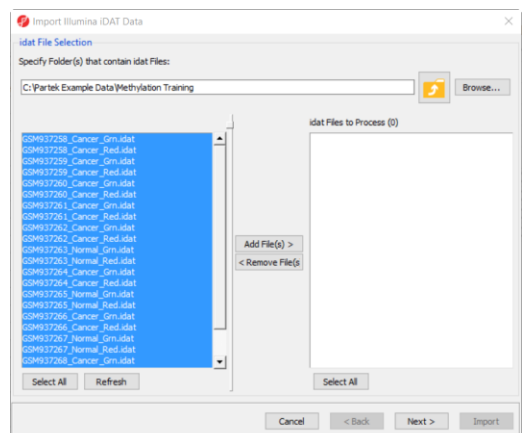 Import Illumina iDAT Data
idat File Selection
Specify Folder(s) that contain idat Files:
C:\Partek Example Data\Methylation Training
Browse...
idat Files to Process (0)
GSM937258_Cancer_Grn.idat
GSM937258_Cancer_Red.idat
GSM937259_Cancer_Grn.idat
GSM937259_Cancer_Red.idat
GSM937260_Cancer_Grn.idat
GSM937260_Cancer_Red.idat
GSM937261_Cancer_Grn.idat
GSM937261_Cancer_Red.idat
GSM937262_Cancer_Grn.idat
GSM937262_Cancer_Red.idat
GSM937263_Normal_Grn.idat
GSM937263_Normal_Red.idat
GSM937264_Cancer_Grn.idat
GSM937264_Cancer_Red.idat
GSM937265_Normal_Grn.idat
GSM937265_Normal_Red.idat
GSM937266_Cancer_Grn.idat
GSM937266_Cancer_Red.idat
GSM937267_Normal_Grn.idat
GSM937267_Normal_Red.idat
GSM937268_Cancer_Grn.idat
Add File(s) >
< Remove File(s
Select All Refresh
Select All
Cancel < Back Next > Import